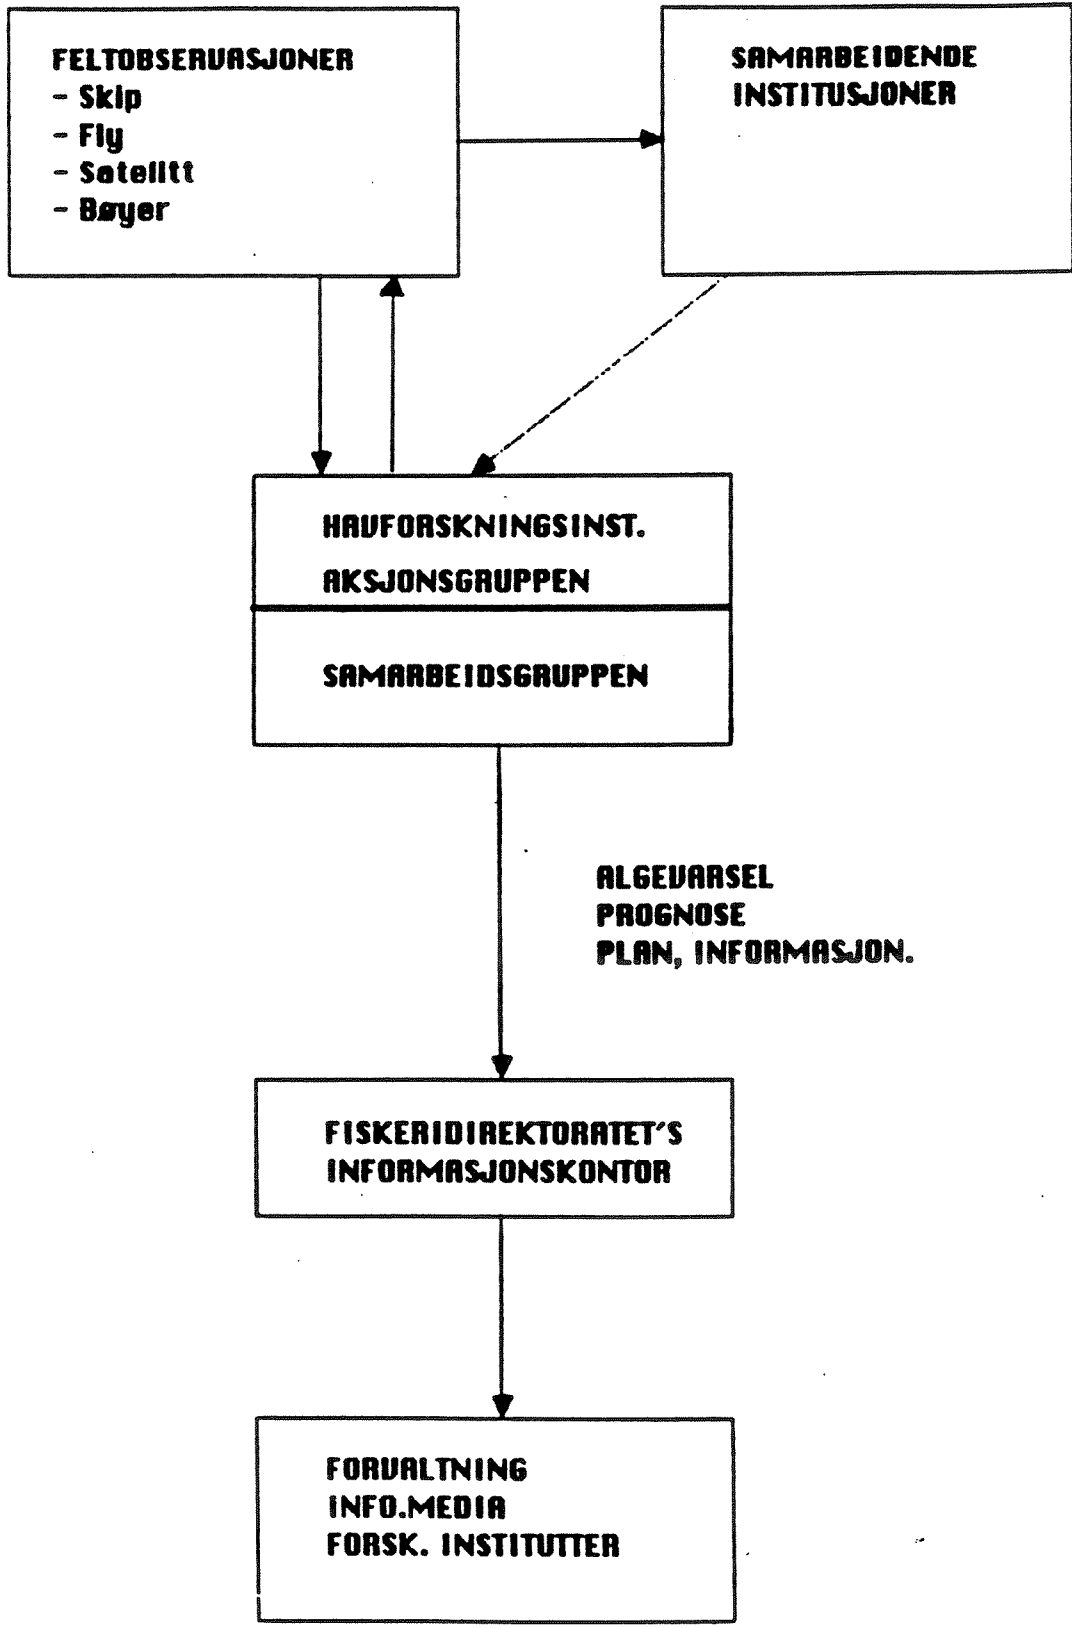 FELTOBSERVASJONER
- Skip
- Fly
- Satelitt
- Bøyer
SAMARBEIDENDE
INSTITUSJONER
HAVFORSKNINGSINST.
AKSJONSGRUPPEN
SAMARBEIDSGRUPPEN
ALGEVARSEL
PROGNOSE
PLAN, INFORMASJON.
FISKERIDIREKTORATET'S
INFORMASJONSKONTOR
FORVALTNING
INFO.MEDIA
FORSK. INSTITUTTER